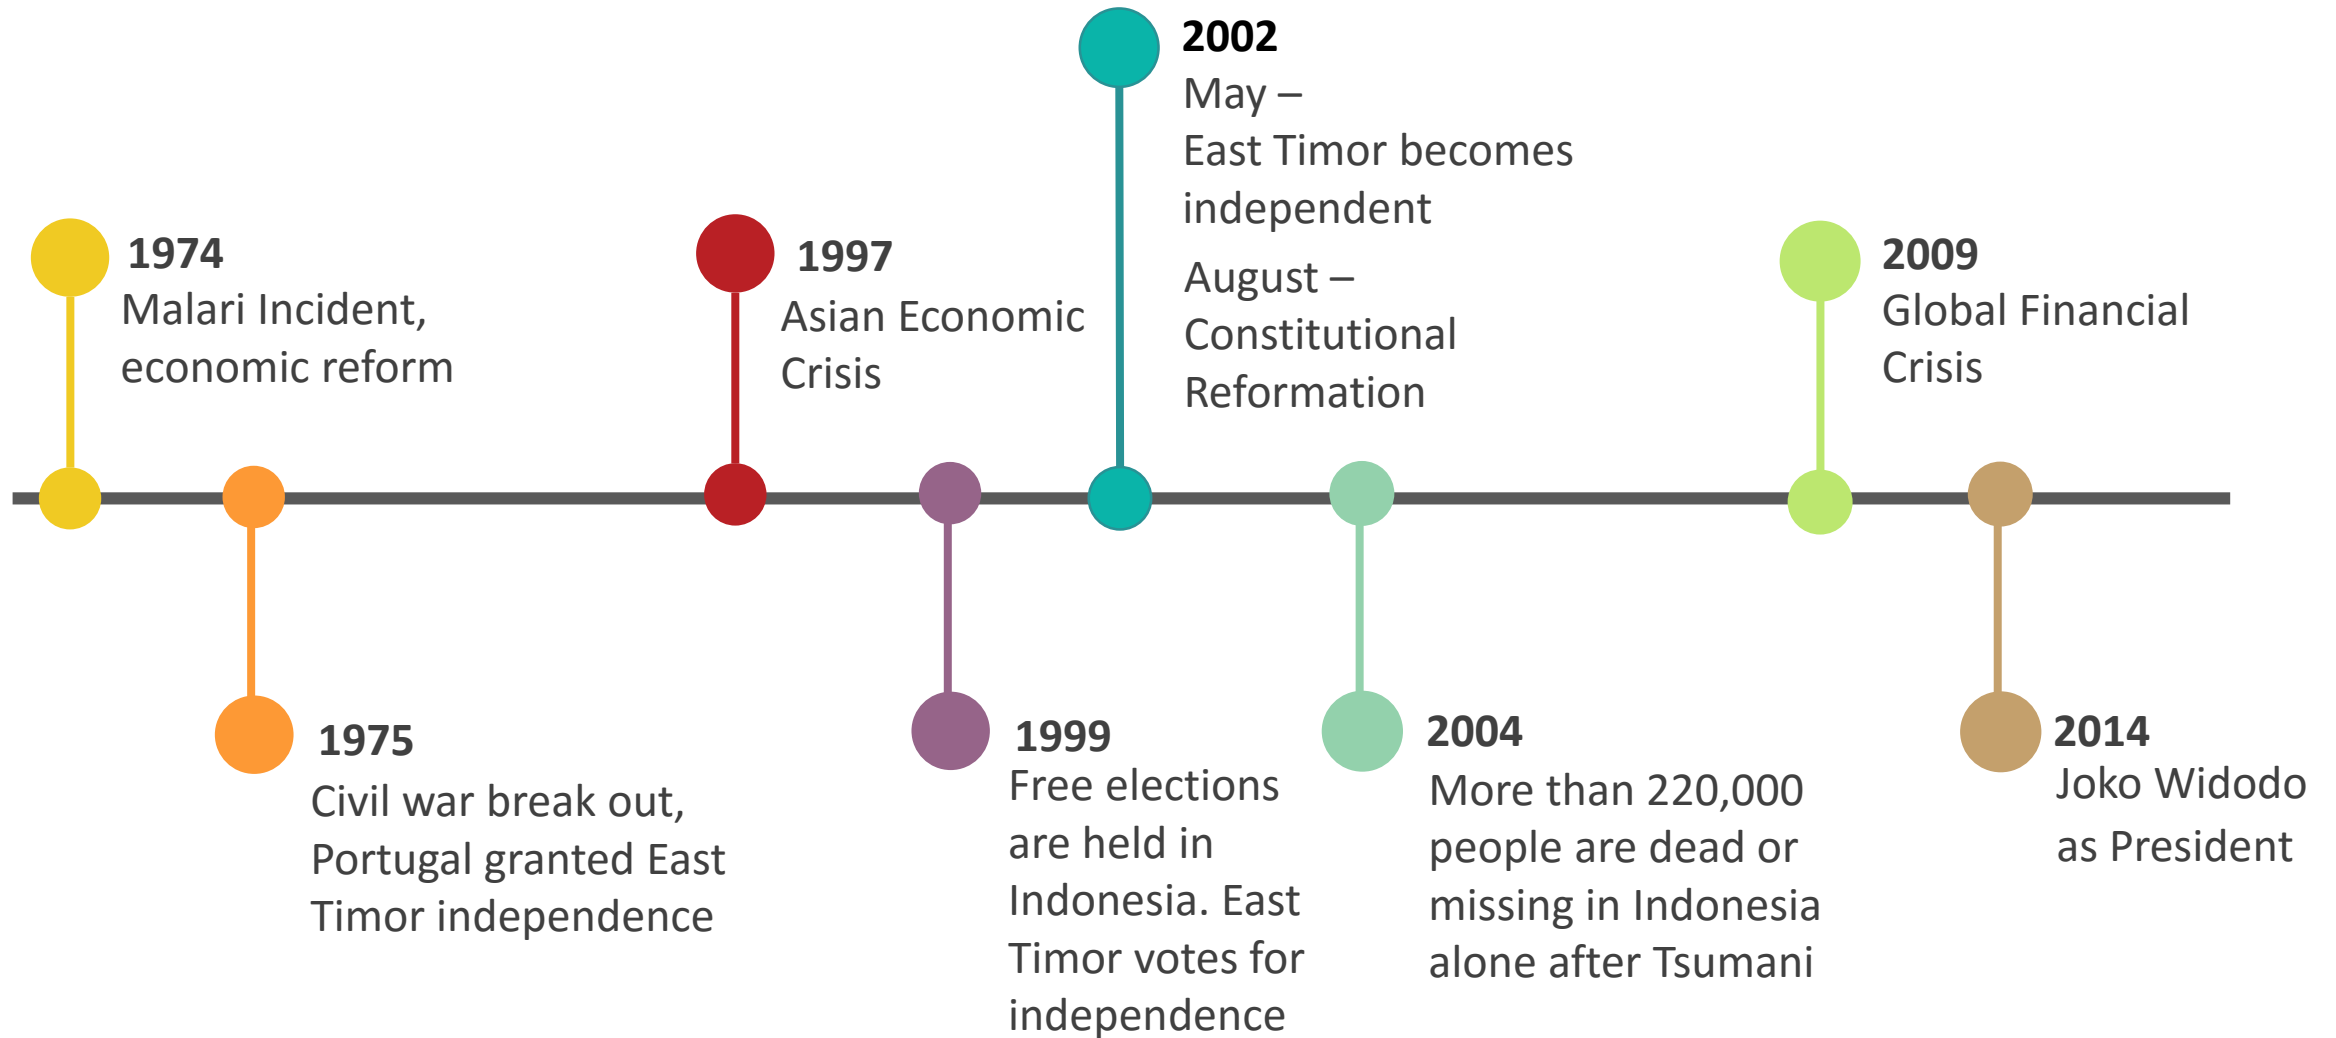 1974
Malari Incident,
economic reform
1975
Civil war break out,
Portugal granted East
Timor independence
1997
Asian Economic
Crisis
1999
Free elections
are held in
Indonesia. East
Timor votes for
independence
2002
May –
East Timor becomes
independent
August –
Constitutional
Reformation
2004
More than 220,000
people are dead or
missing in Indonesia
alone after Tsumani
2009
Global Financial
Crisis
2014
Joko Widodo
as President